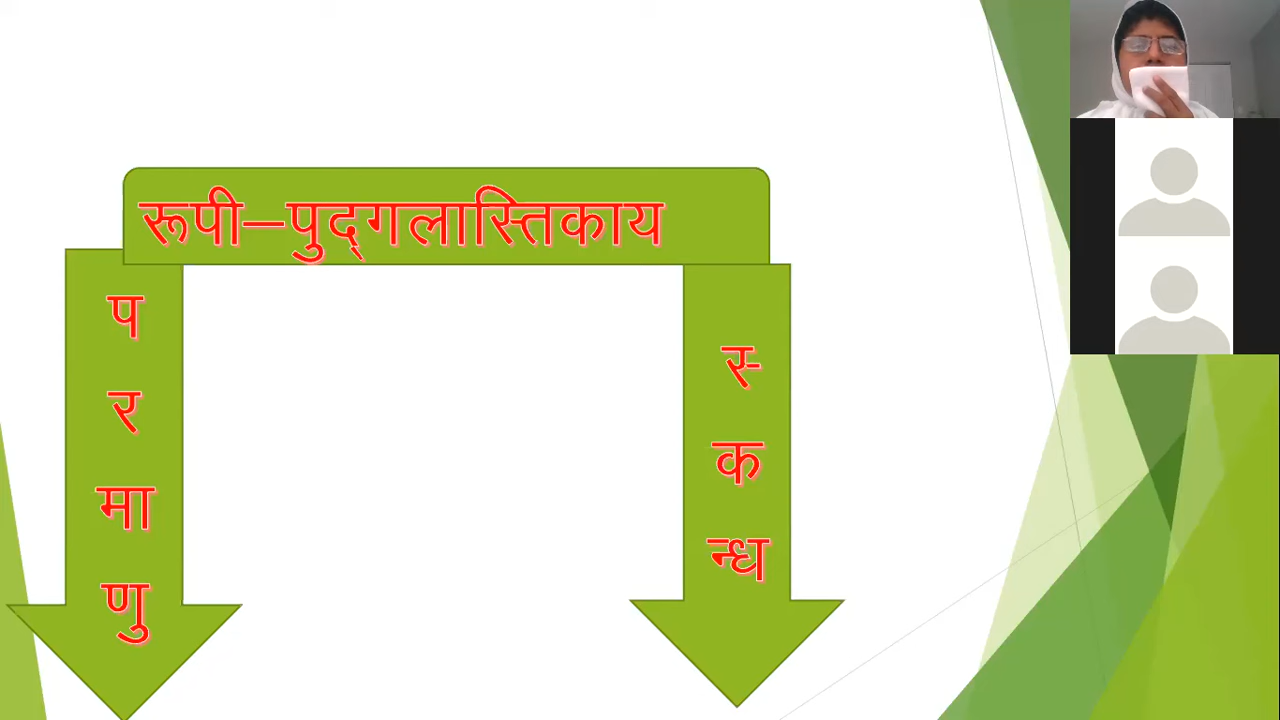 रूपी–पुद्गलास्तिकाय
प
र
मा
णु
स्
क
न्ध